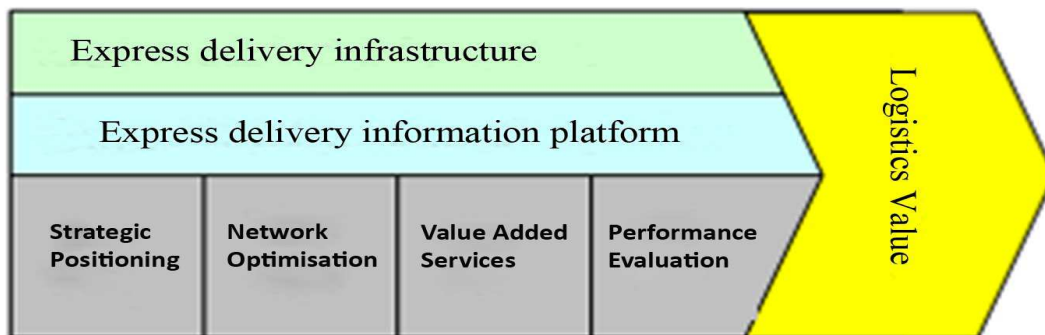 Express delivery infrastructure
Express delivery information platform
Strategic
Positioning
Network
Optimisation
Value Added
Services
Performance
Evaluation
Logistics Value